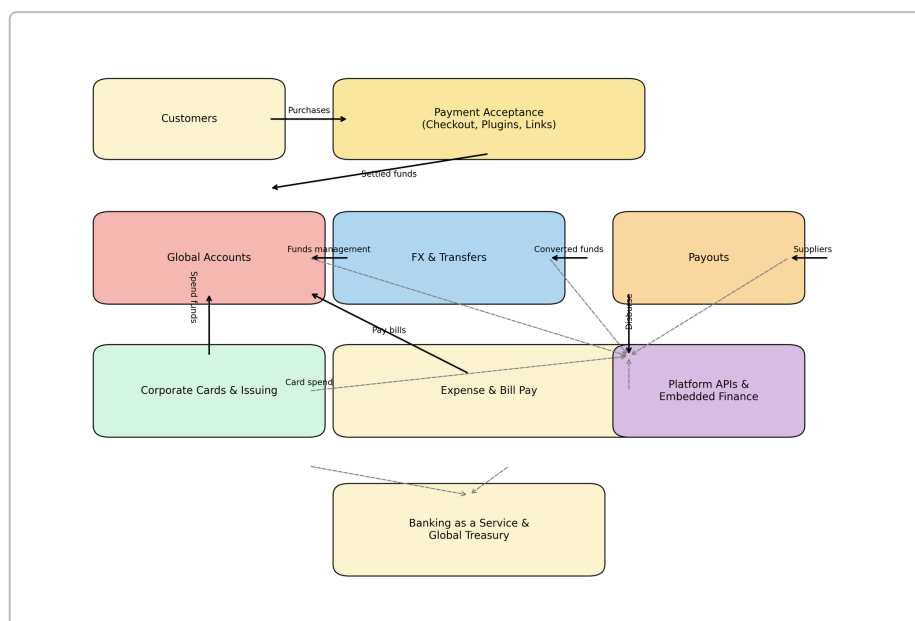 Customers
Purchases
Payment Acceptance
(Checkout, Plugins, Links)
Settled funds
Global Accounts
Funds management
FX & Transfers
Converted funds
Payouts
Suppliers
Spend funds
Pay bills
Disburse
Corporate Cards & Issuing
Card spend
Expense & Bill Pay
Platform APIs &
Embedded Finance
Banking as a Service &
Global Treasury